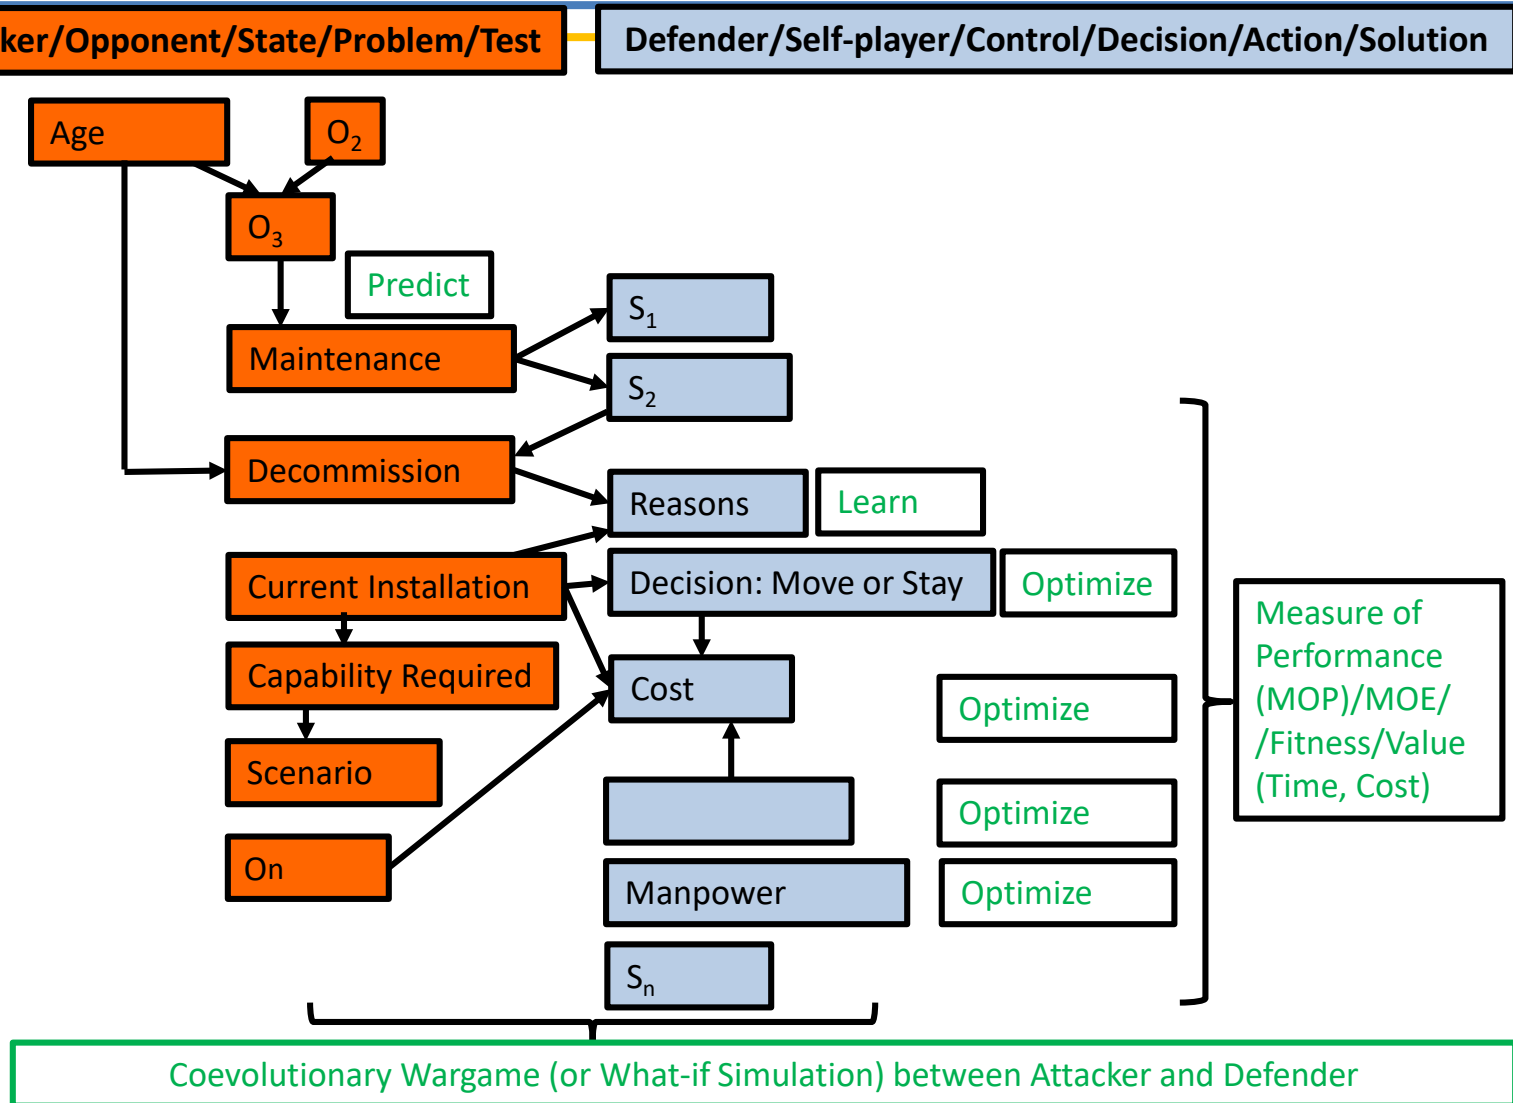 ker/Opponent/State/Problem/Test
Defender/Self-player/Control/Decision/Action/Solution
Age
O₂
O₃
Predict
S₁
Maintenance
S₂
Decommission
Reasons
Learn
Current Installation
Decision: Move or Stay
Optimize
Capability Required
Cost
Optimize
Measure of
Performance
(MOP)/MOE/
/Fitness/Value
(Time, Cost)
Scenario
Optimize
On
Manpower
Optimize
Sₙ
Coevolutionary Wargame (or What-if Simulation) between Attacker and Defender